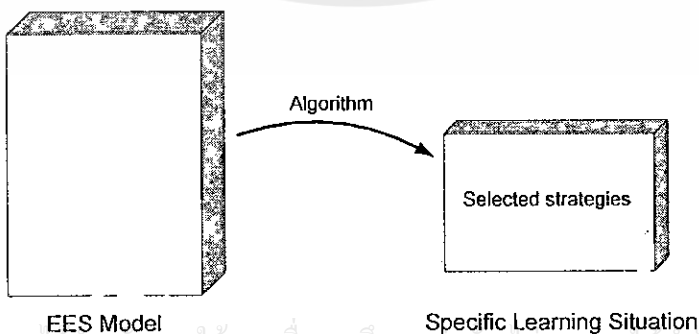 Algorithm
Selected strategies
EES Model
Specific Learning Situation